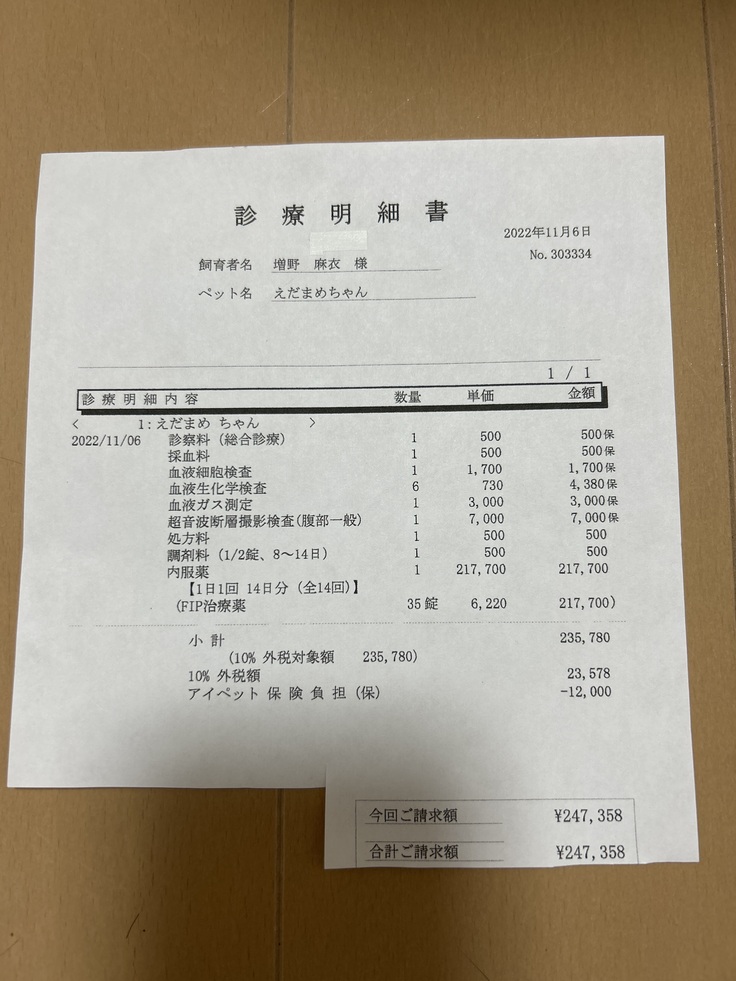 診療明細書
2022年11月6日
No.303334
飼育者名 増野 麻衣 様
ペット名 えだまめちゃん
1 / 1
診療明細内容 数量 単価 金額
< 1:えだまめ ちゃん >
2022/11/06 診察料（総合診療） 1 500 500保
採血料 1 500 500保
血液細胞検査 1 1,700 1,700保
血液生化学検査 6 730 4,380保
血液ガス測定 1 3,000 3,000保
超音波断層撮影検査(腹部一般) 1 7,000 7,000保
処方料 1 500 500
調剤料（1/2錠、8～14日） 1 500 500
内服薬 1 217,700 217,700
【1日1回 14日分（全14回)】
(FIP治療薬 35錠 6,220 217,700)
小計 235,780
(10% 外税対象額 235,780)
10% 外税額 23,578
アイペット保険負担（保） -12,000
今回ご請求額 ¥247,358
合計ご請求額 ¥247,358